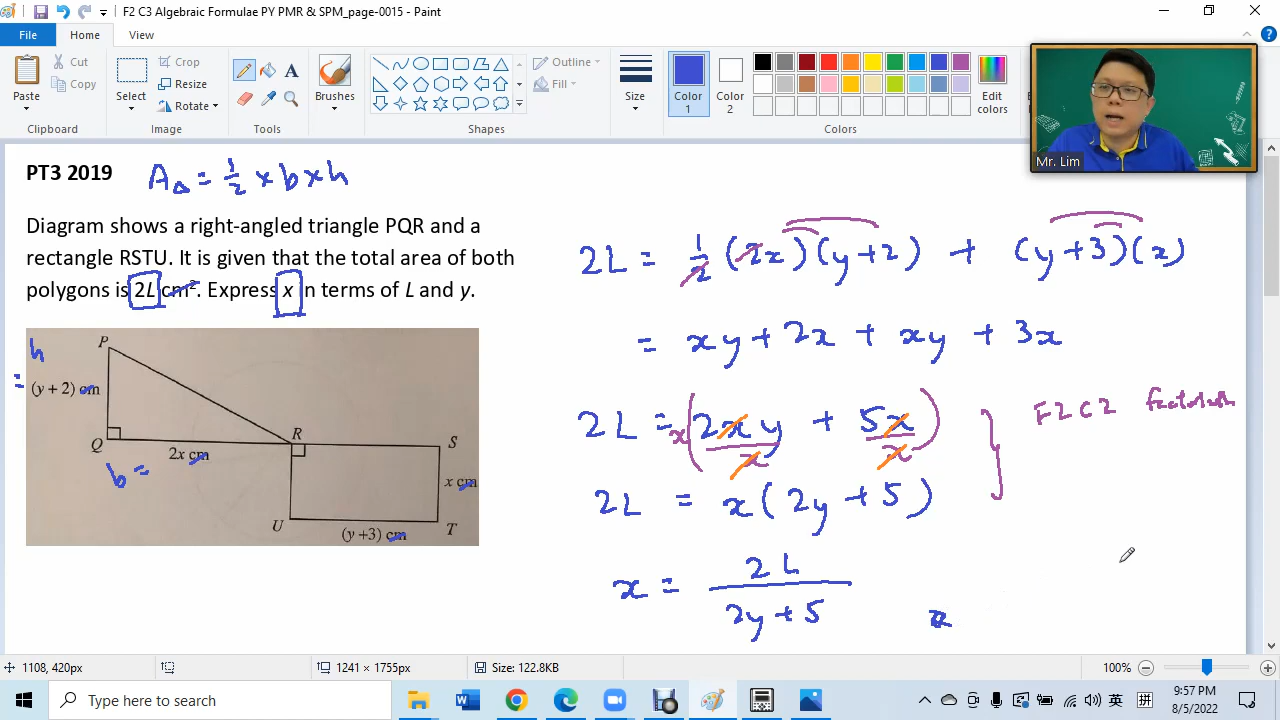 F2 C3 Algebraic Formulae PY PMR & SPM_page-0015 - Paint
File Home View
Paste Cut Copy Clipboard
Select Crop Resize Rotate Image
Tools
Brushes
Shapes
Outline Fill
Size
Color 1 Color 2
Edit colors
Colors
Mr. Lim
PT3 2019 A△ = 1/2 × b × h
Diagram shows a right-angled triangle PQR and a
rectangle RSTU. It is given that the total area of both
polygons is 2L cm². Express x in terms of L and y.
P
h
= (y + 2) cm
Q
2x cm
b =
R
S
x cm
U
T
(y +3) cm
2L = 1/2 (2x)(y+2) + (y+3)(x)
= xy + 2x + xy + 3x
2L = x(2xy/x + 5x/x)
F2 C2
2L = x(2y+5)
x = 2L/(2y+5)
1108, 420px 1241 × 1755px Size: 122.8KB 100%
Type here to search
英 拼
9:57 PM
8/5/2022